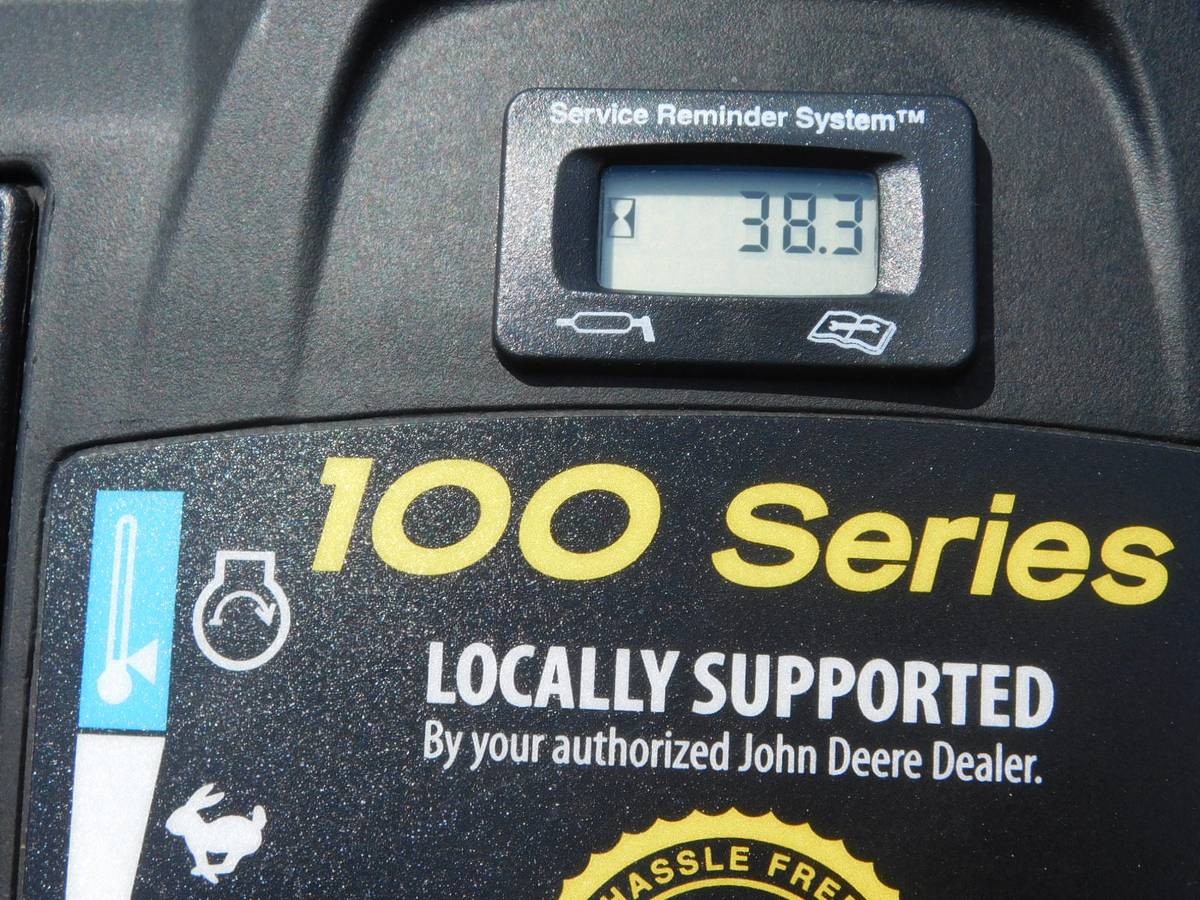 Service Reminder System™
38.3
100 Series
LOCALLY SUPPORTED
By your authorized John Deere Dealer.
HASSLE FREE